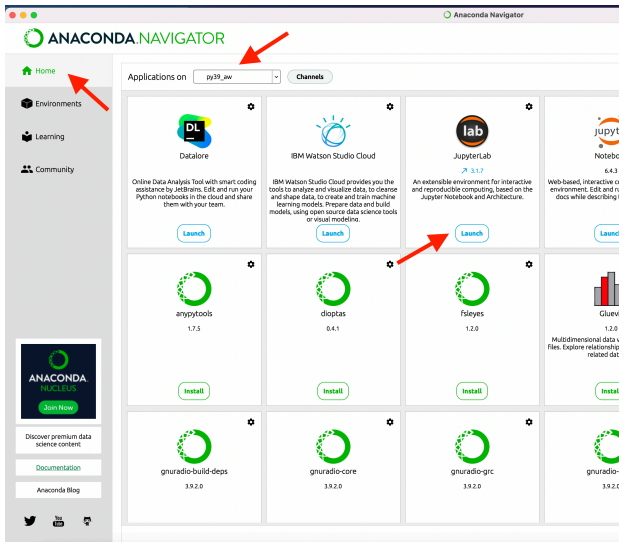 Anaconda Navigator
ANACONDA.NAVIGATOR
Home
Environments
Learning
Community
ANACONDA.
NUCLEUS
Join Now
Discover premium data
science content
Documentation
Anaconda Blog
You
Tube
Applications on
py39_aw
Channels
DL
Datalore
Online Data Analysis Tool with smart coding
assistance by JetBrains. Edit and run your
Python notebooks in the cloud and share
them with your team.
Launch
IBM Watson Studio Cloud
IBM Watson Studio Cloud provides you the
tools to analyze and visualize data, to cleanse
and shape data, to create and train machine
learning models. Prepare data and build
models, using open source data science tools
or visual modeling.
Launch
lab
JupyterLab
3.1.7
An extensible environment for interactive
and reproducible computing, based on the
Jupyter Notebook and Architecture.
Launch
jupyt
Notebo
6.4.3
Web-based, interactive c
environment. Edit and r
docs while describing t
Launc
anypytools
1.7.5
Install
dioptas
0.4.1
Install
fsleyes
1.2.0
Install
Gluevi
1.2.0
Multidimensional data v
files. Explore relationship
related dat
Instal
gnuradio-build-deps
3.9.2.0
gnuradio-core
3.9.2.0
gnuradio-grc
3.9.2.0
gnuradio-
3.9.2.0